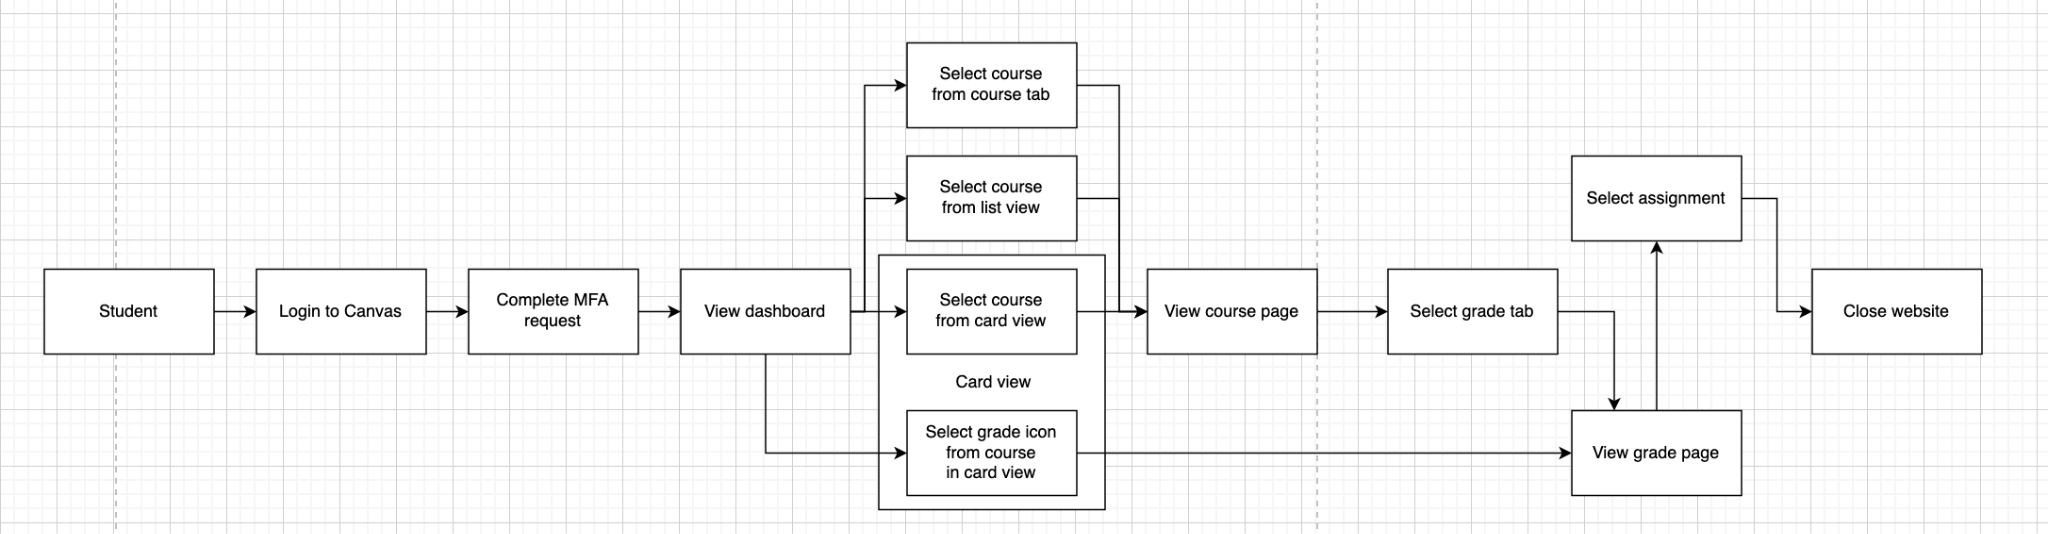 Student
Login to Canvas
Complete MFA
request
View dashboard
Select course
from course tab
Select course
from list view
Select course
from card view
Card view
Select grade icon
from course
in card view
View course page
Select grade tab
Select assignment
View grade page
Close website